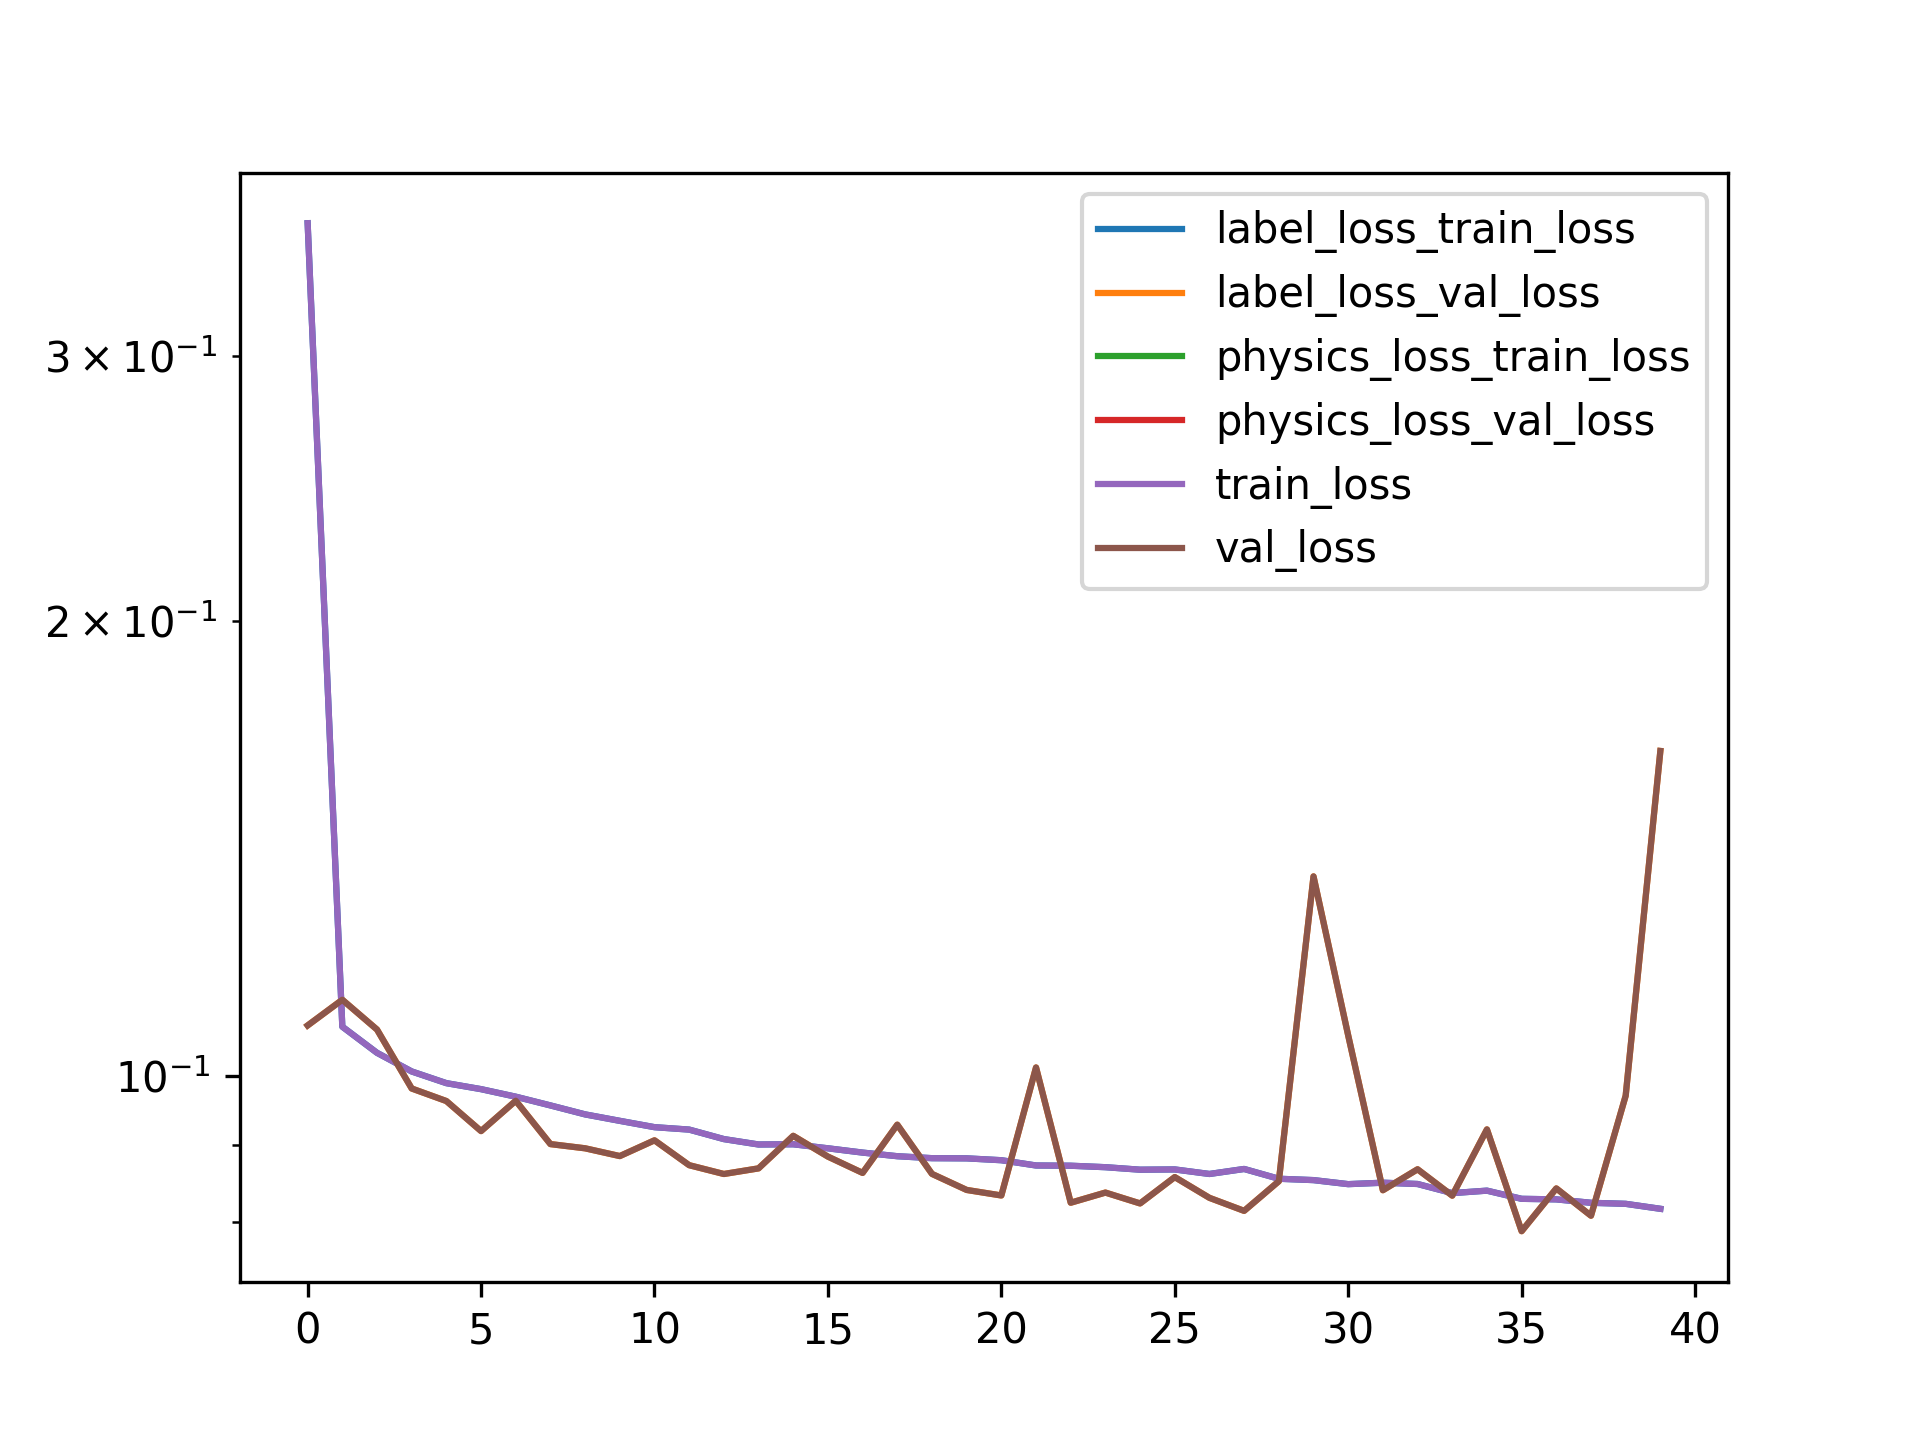 label_loss_train_loss
label_loss_val_loss
physics_loss_train_loss
physics_loss_val_loss
train_loss
val_loss
3 × 10⁻¹
2 × 10⁻¹
10⁻¹
0 5 10 15 20 25 30 35 40